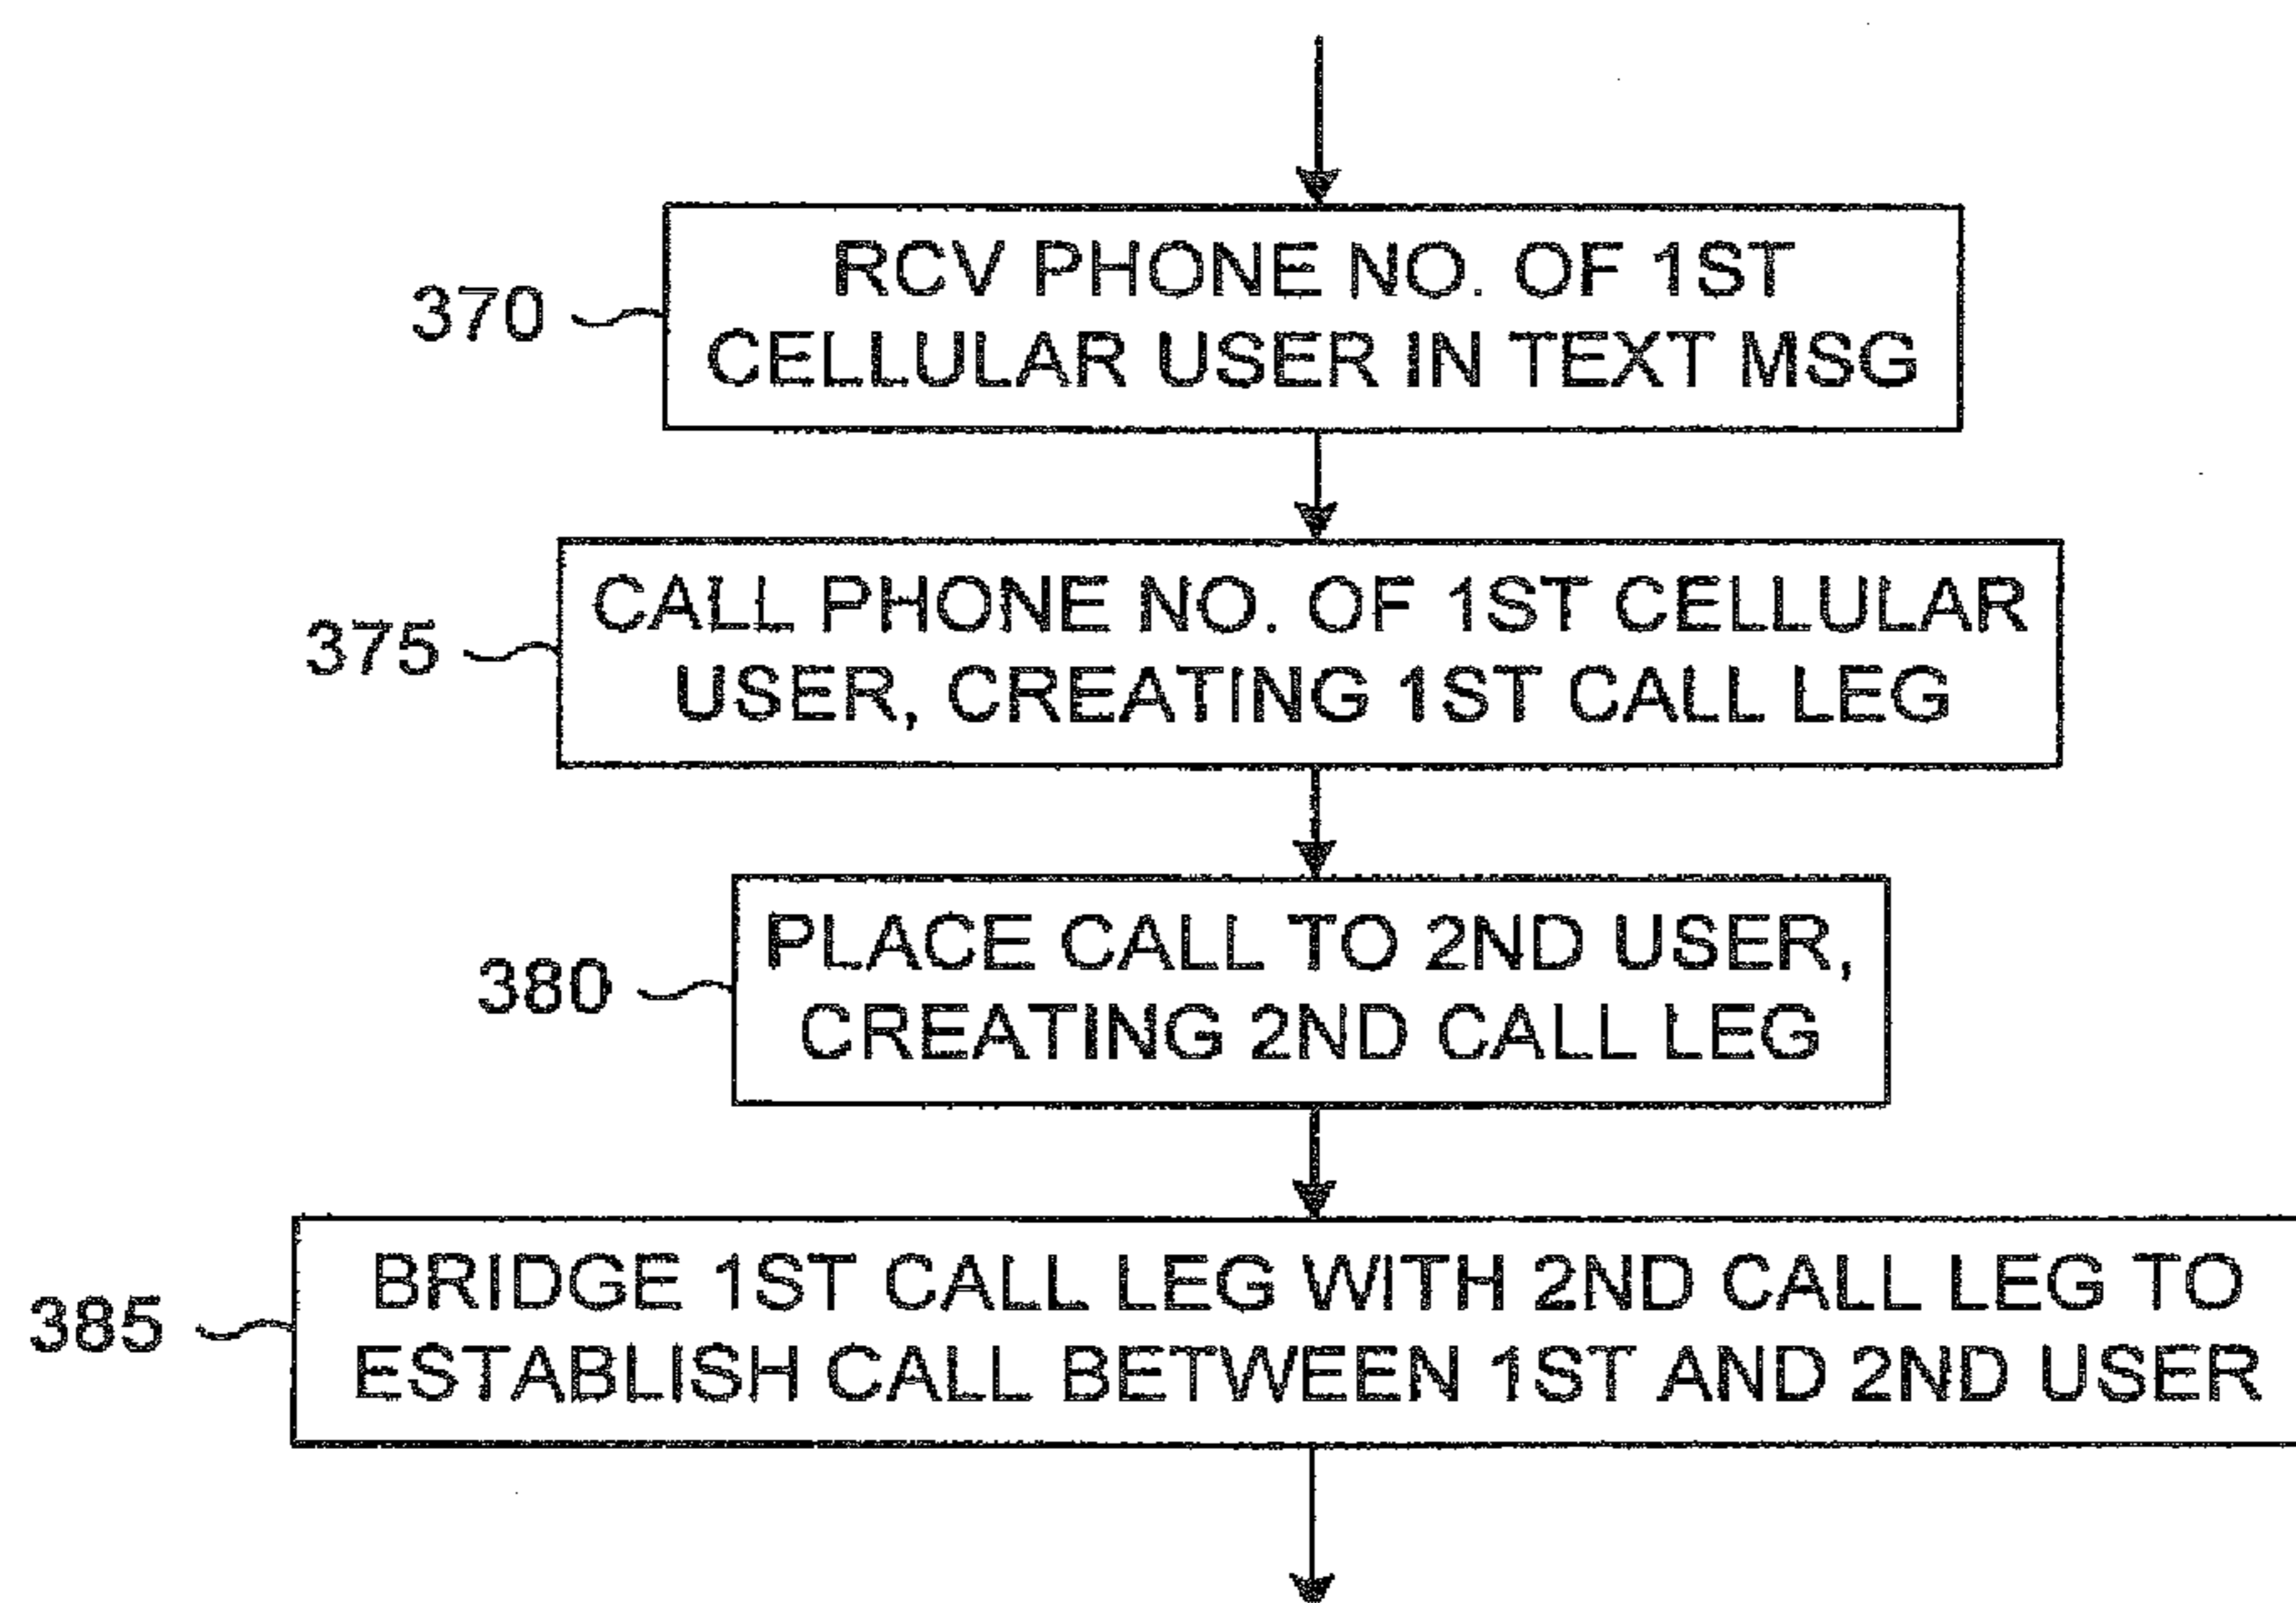 370
RCV PHONE NO. OF 1ST
CELLULAR USER IN TEXT MSG
375
CALL PHONE NO. OF 1ST CELLULAR
USER, CREATING 1ST CALL LEG
380
PLACE CALL TO 2ND USER,
CREATING 2ND CALL LEG
385
BRIDGE 1ST CALL LEG WITH 2ND CALL LEG TO
ESTABLISH CALL BETWEEN 1ST AND 2ND USER